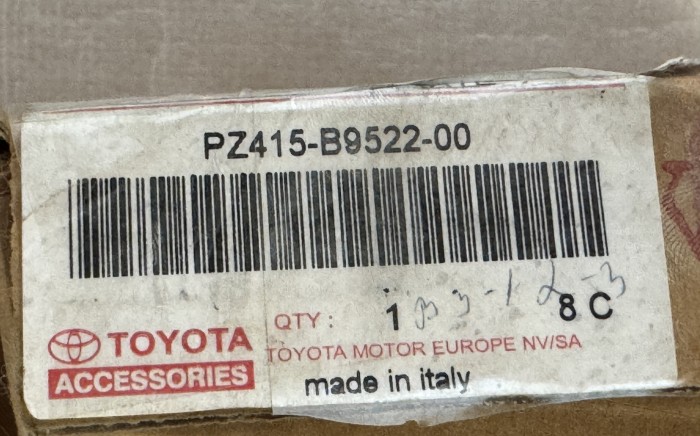 PZ415-B9522-00
QTY : 1 8 C
TOYOTA
TOYOTA MOTOR EUROPE NV/SA
ACCESSORIES
made in italy